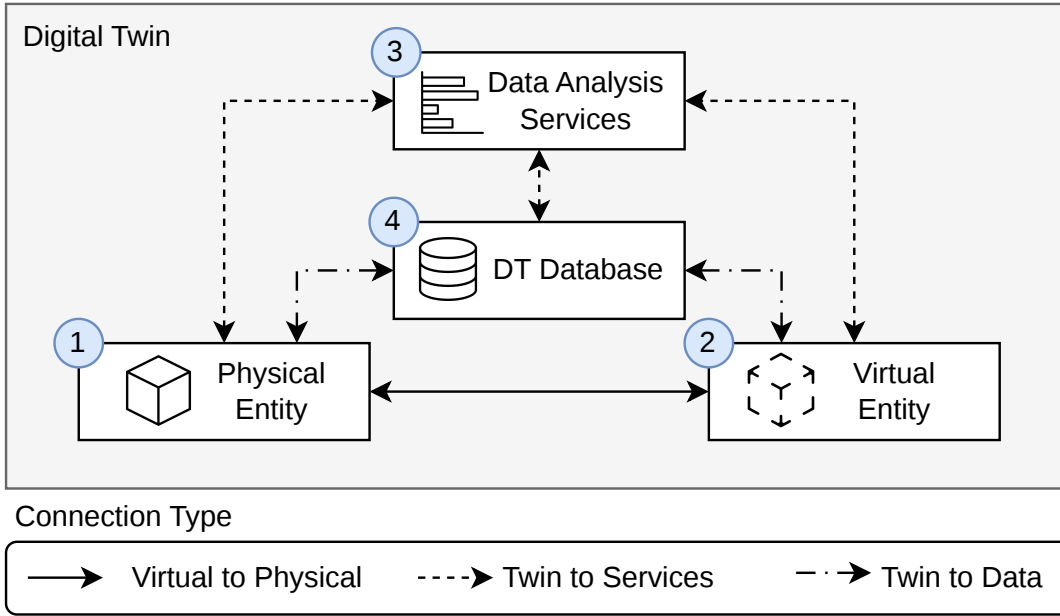 Digital Twin
3
Data Analysis
Services
4
DT Database
1
Physical
Entity
2
Virtual
Entity
Connection Type
Virtual to Physical
Twin to Services
Twin to Data